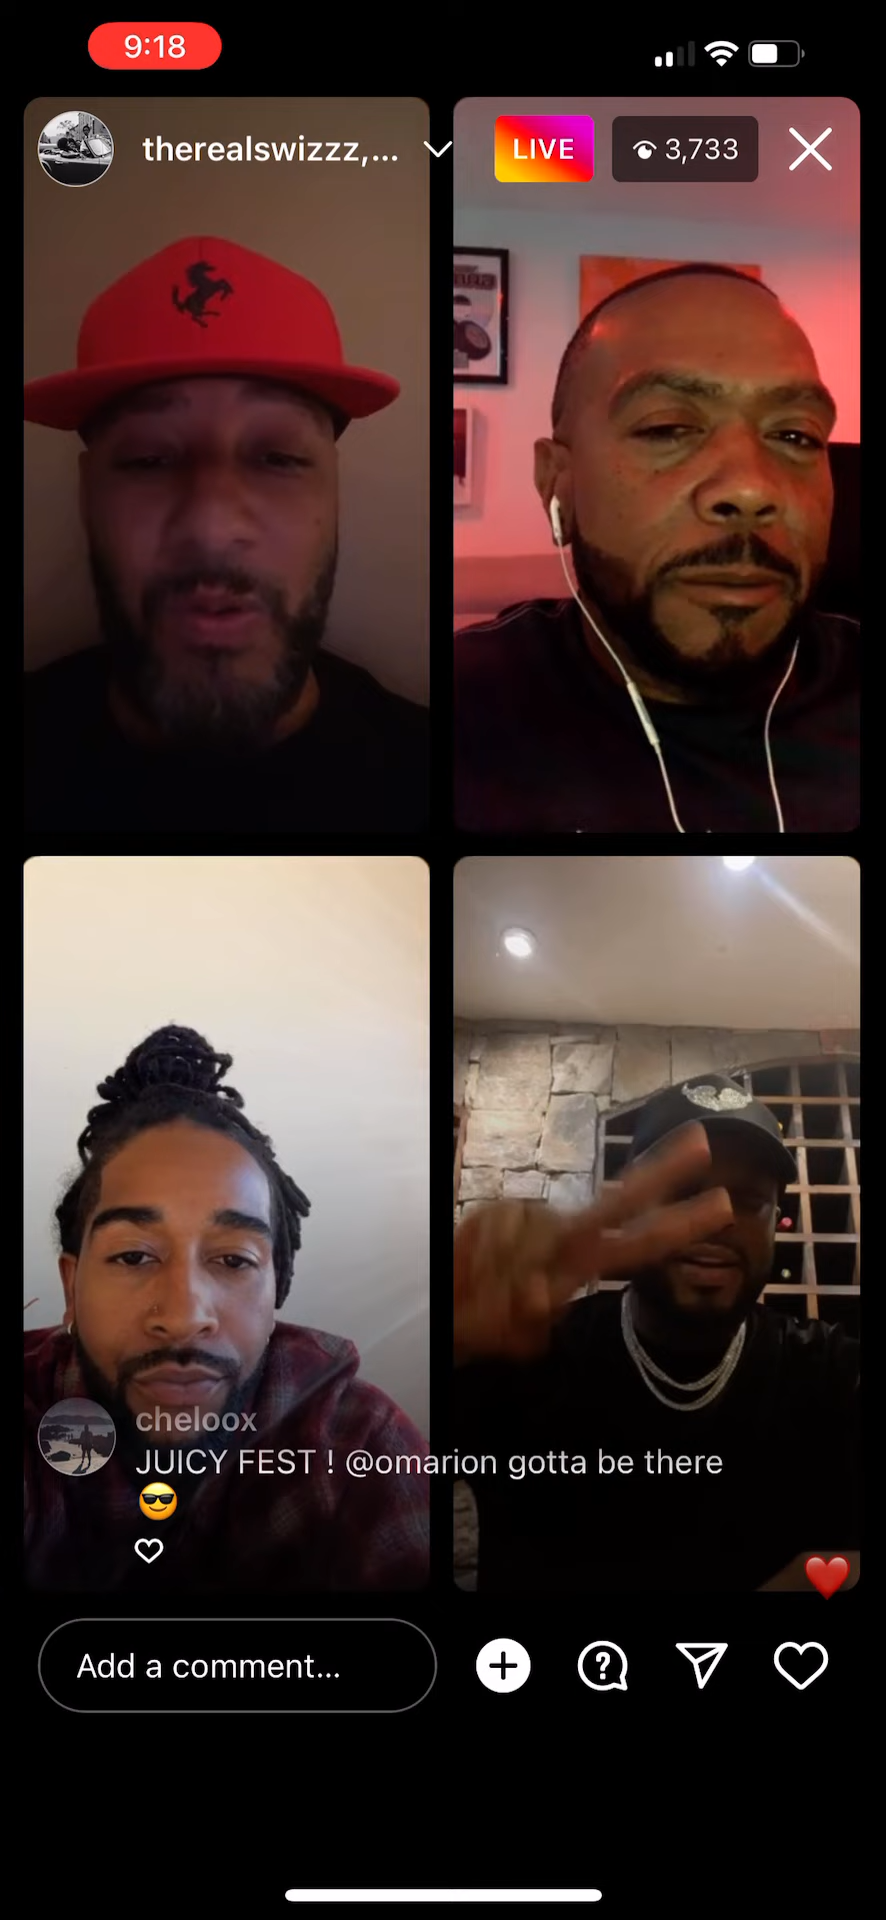 9:18
therealswizzz,...
LIVE
3,733
cheloox
JUICY FEST ! @omarion gotta be there
😎
Add a comment...